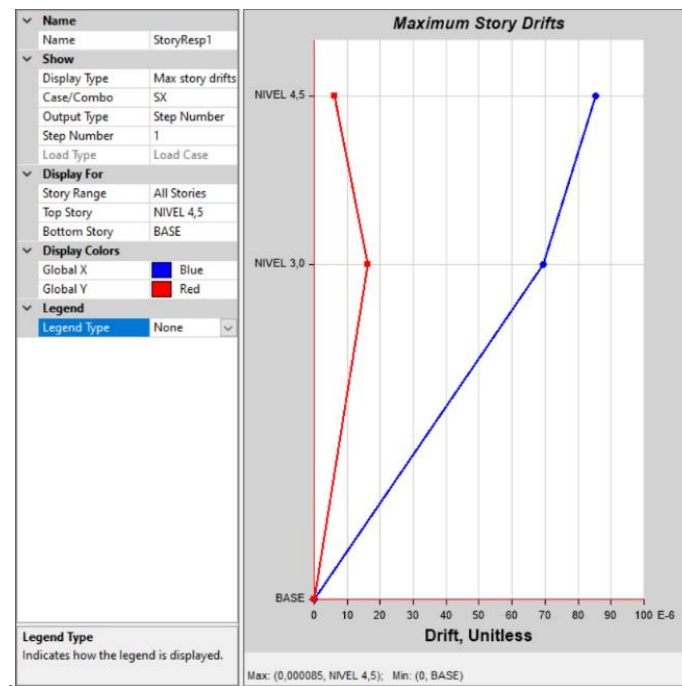 Name
Name StoryResp1
Show
Display Type Max story drifts
Case/Combo SX
Output Type Step Number
Step Number 1
Load Type Load Case
Display For
Story Range All Stories
Top Story NIVEL 4,5
Bottom Story BASE
Display Colors
Global X Blue
Global Y Red
Legend
Legend Type None
Legend Type
Indicates how the legend is displayed.
Maximum Story Drifts
NIVEL 4,5
NIVEL 3,0
BASE
0 10 20 30 40 50 60 70 80 90 100 E-6
Drift, Unitless
Max: (0,000085, NIVEL 4,5); Min: (0, BASE)